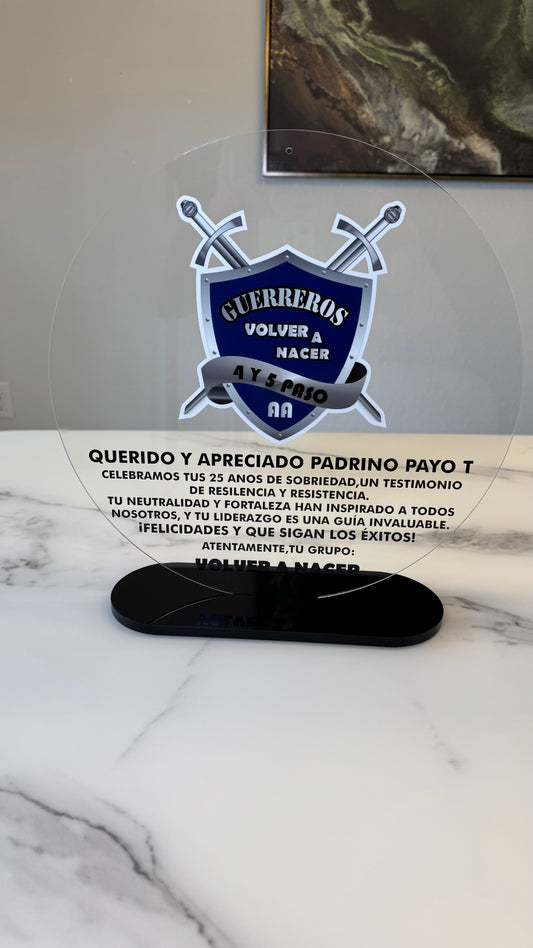 GUERREROS
VOLVER A
NACER
4 Y 5 PASO
AA
QUERIDO Y APRECIADO PADRINO PAYO T
CELEBRAMOS TUS 25 ANOS DE SOBRIEDAD,UN TESTIMONIO
DE RESILENCIA Y RESISTENCIA.
TU NEUTRALIDAD Y FORTALEZA HAN INSPIRADO A TODOS
NOSOTROS, Y TU LIDERAZGO ES UNA GUÍA INVALUABLE.
¡FELICIDADES Y QUE SIGAN LOS ÉXITOS!
ATENTAMENTE,TU GRUPO:
VOLVER A NACER